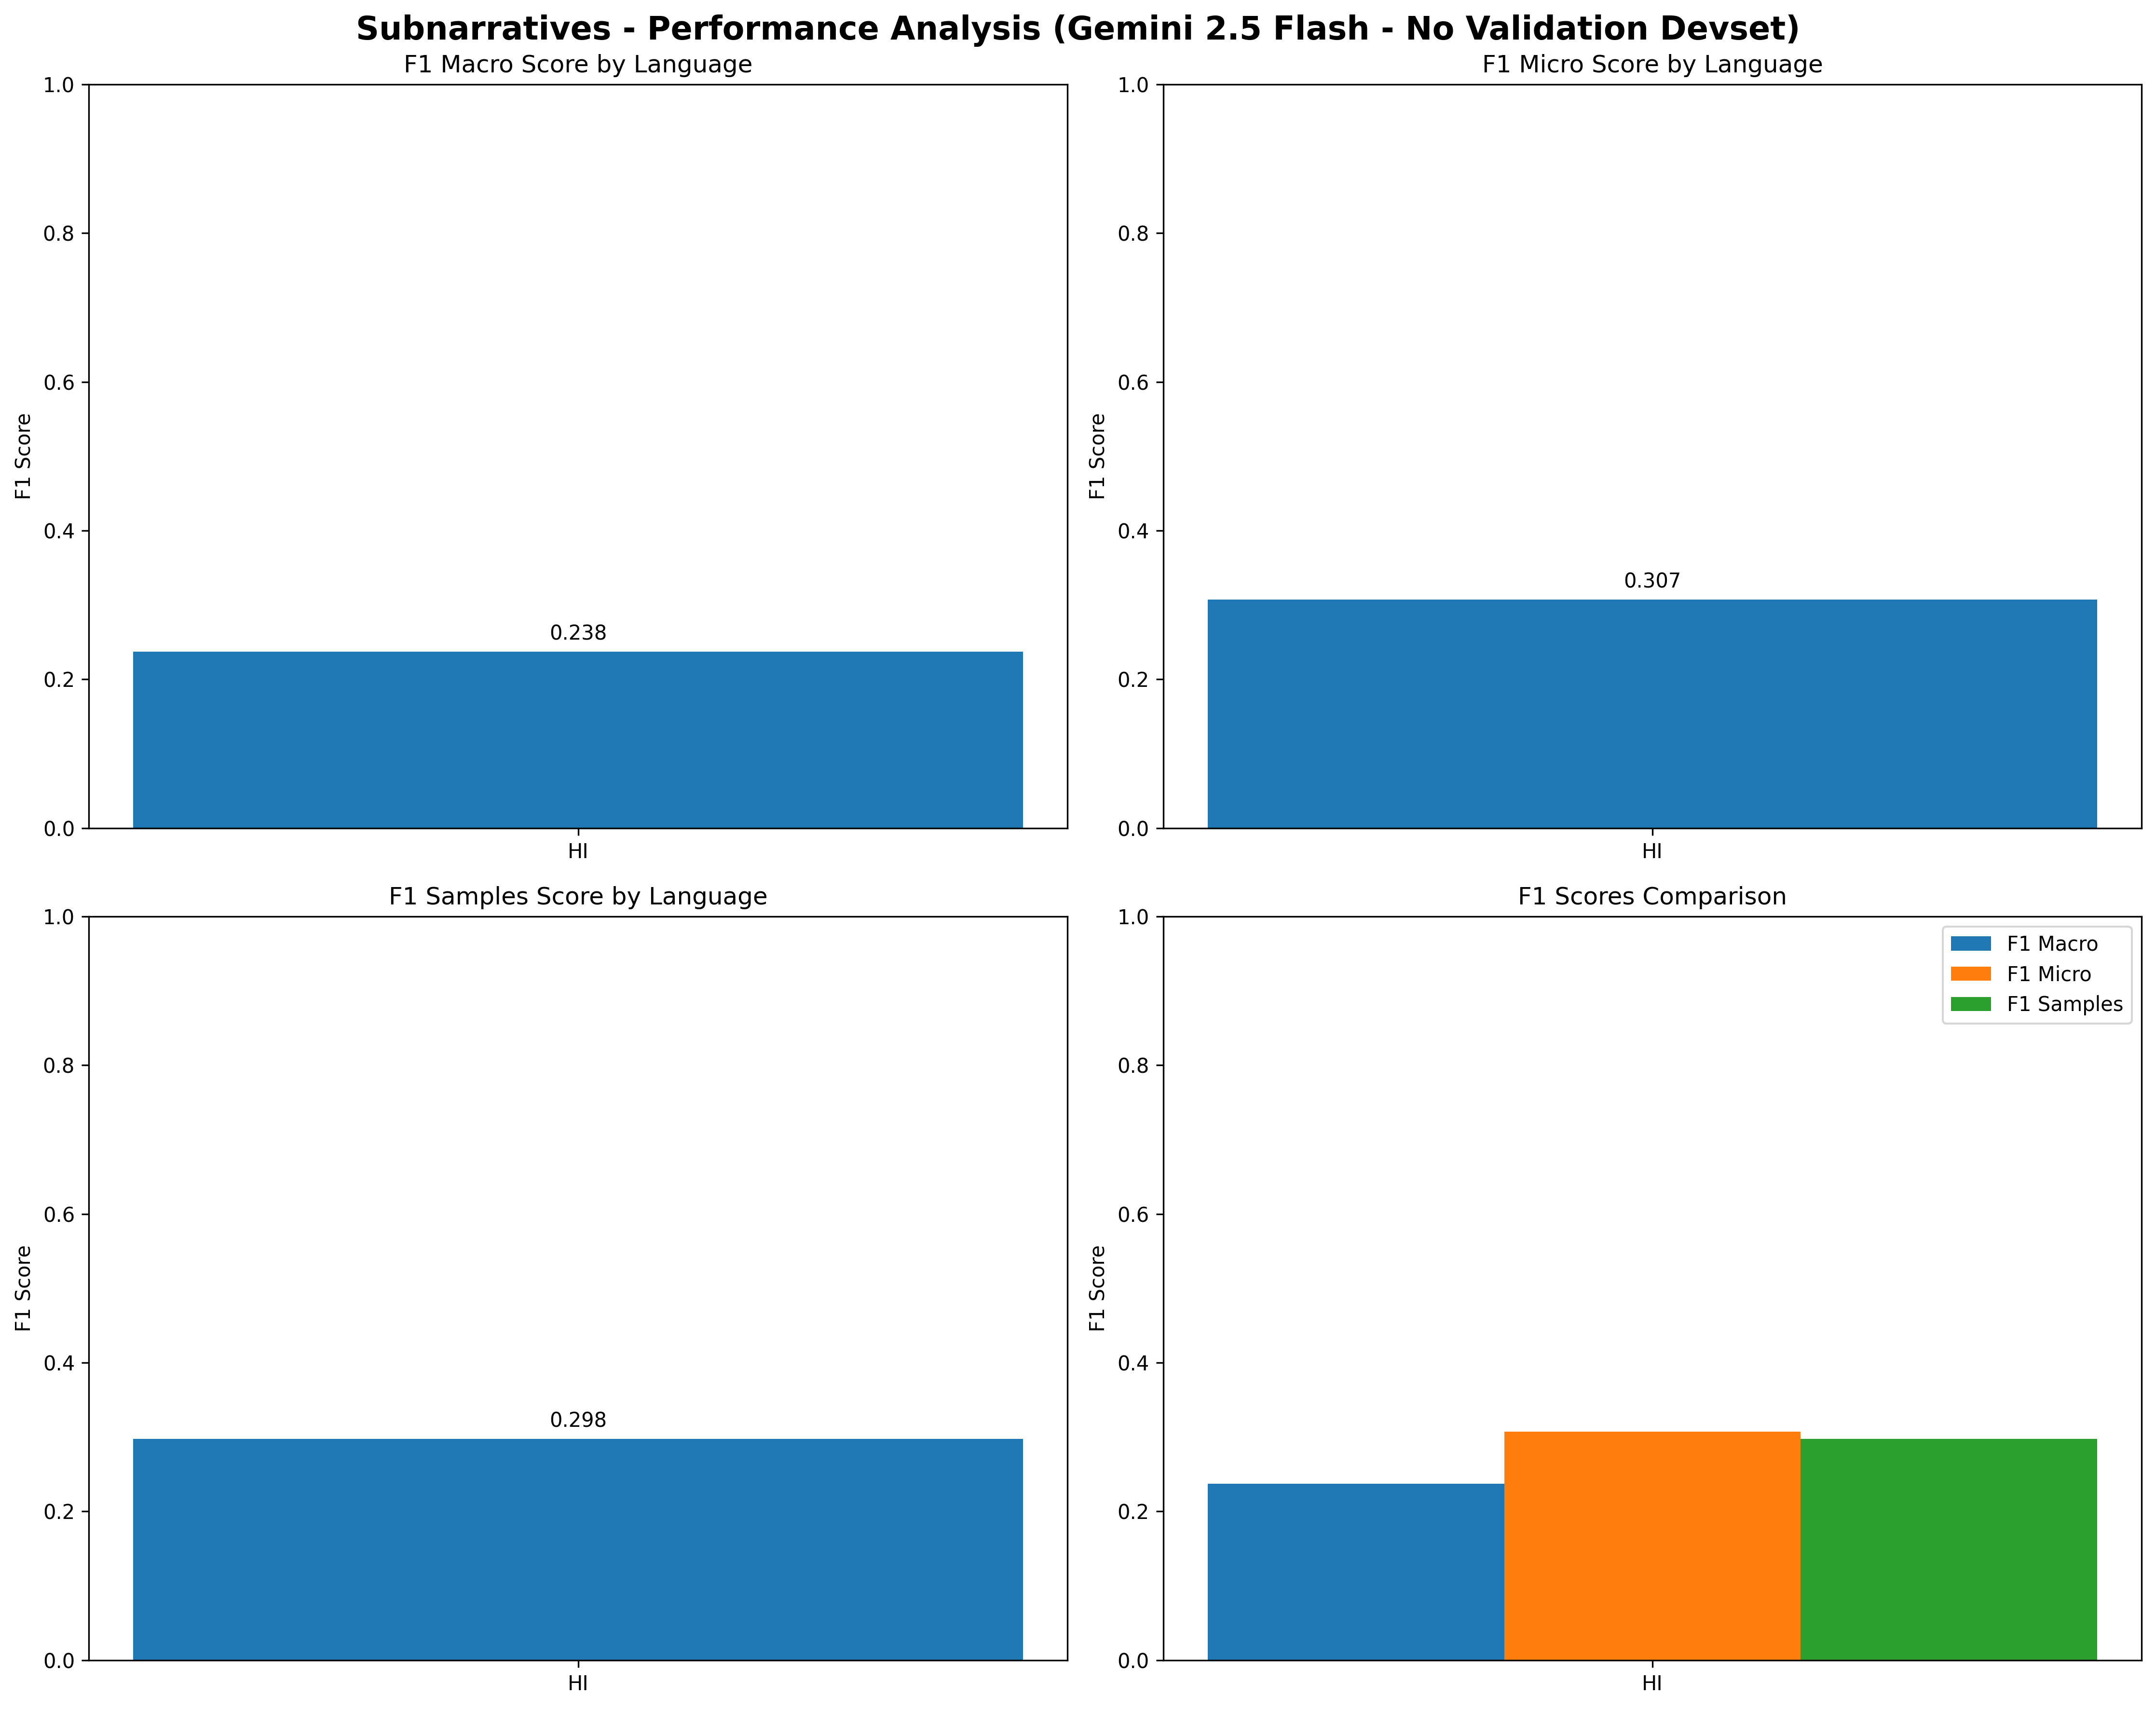 Subnarratives - Performance Analysis (Gemini 2.5 Flash - No Validation Devset)
F1 Macro Score by Language
F1 Score
1.0
0.8
0.6
0.4
0.2
0.0
0.238
HI
F1 Micro Score by Language
F1 Score
1.0
0.8
0.6
0.4
0.2
0.0
0.307
HI
F1 Samples Score by Language
F1 Score
1.0
0.8
0.6
0.4
0.2
0.0
0.298
HI
F1 Scores Comparison
F1 Score
1.0
0.8
0.6
0.4
0.2
0.0
F1 Macro
F1 Micro
F1 Samples
HI